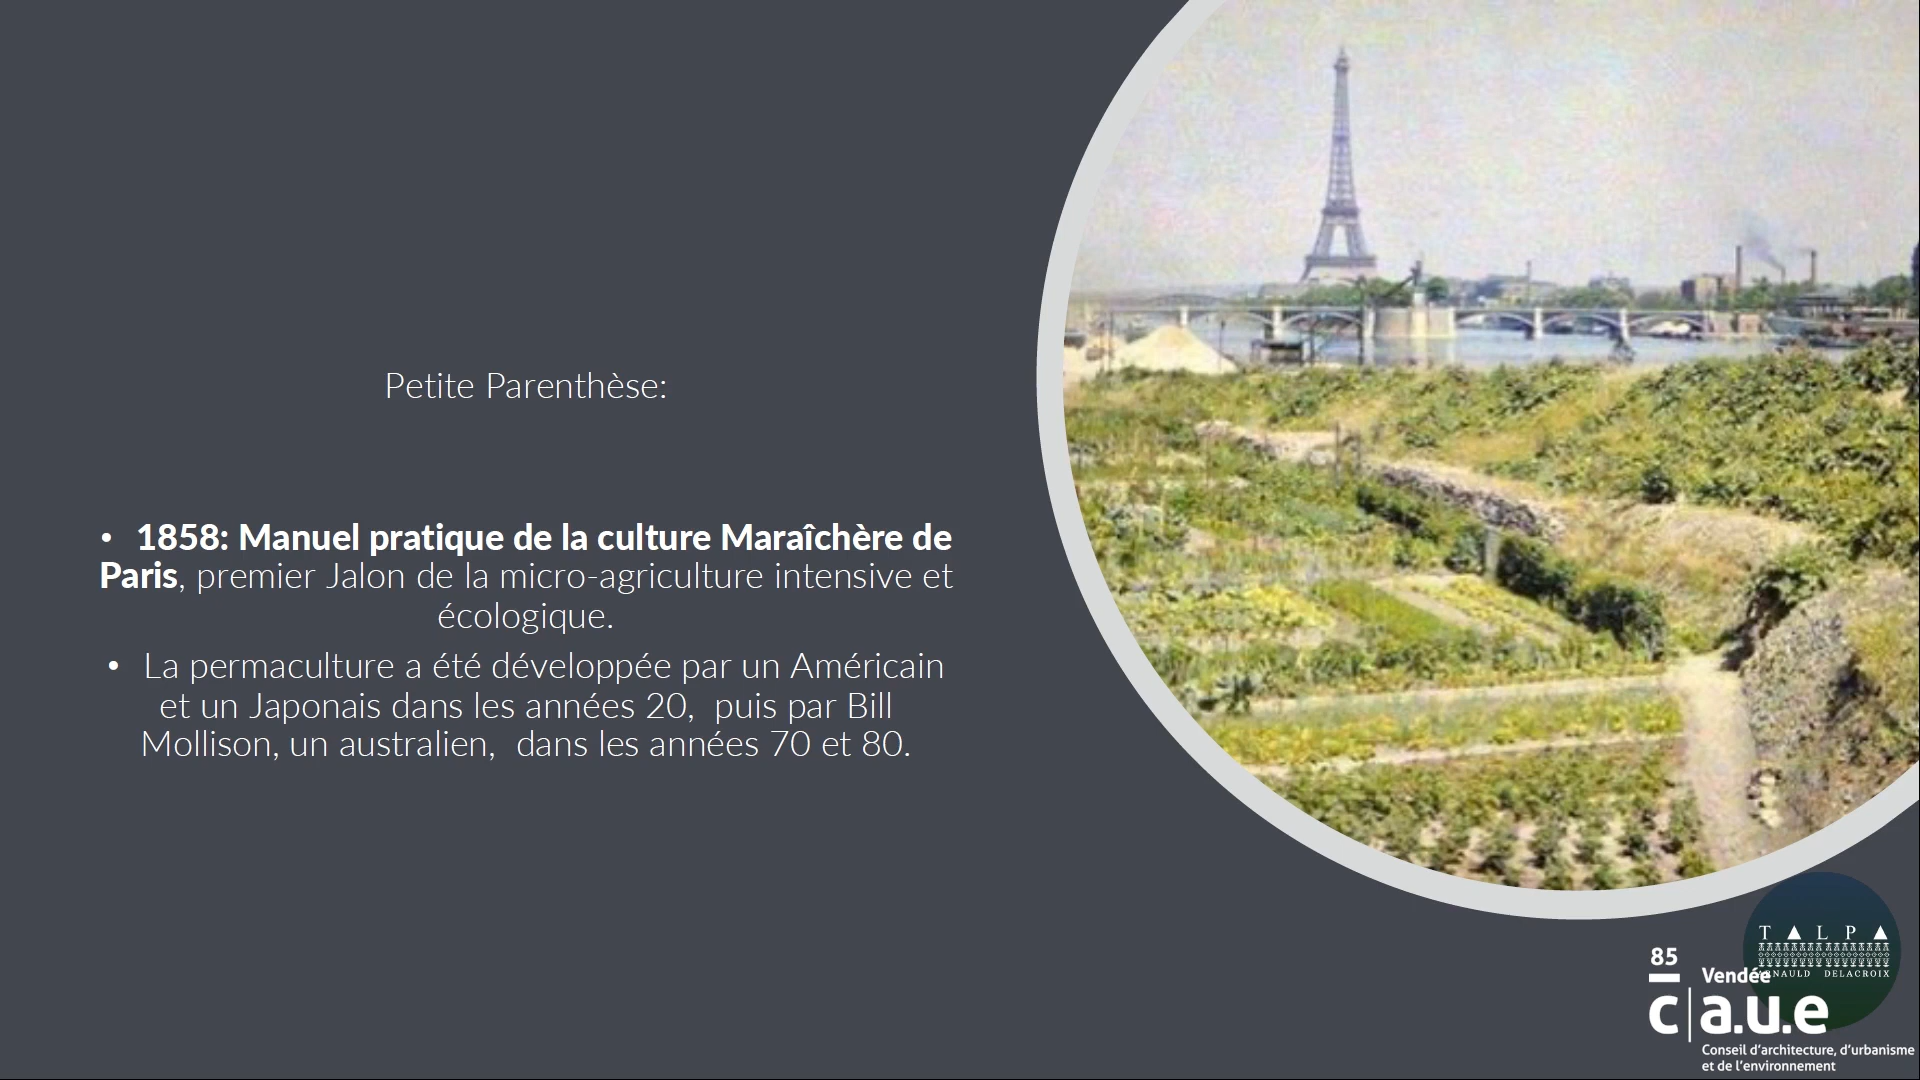 Petite Parenthèse:
• 1858: Manuel pratique de la culture Maraîchère de
Paris, premier Jalon de la micro-agriculture intensive et
écologique.
• La permaculture a été développée par un Américain
et un Japonais dans les années 20, puis par Bill
Mollison, un australien, dans les années 70 et 80.
TALPA
DELACROIX
85
Vendée
c|a.u.e
Conseil d'architecture, d'urbanisme
et de l'environnement